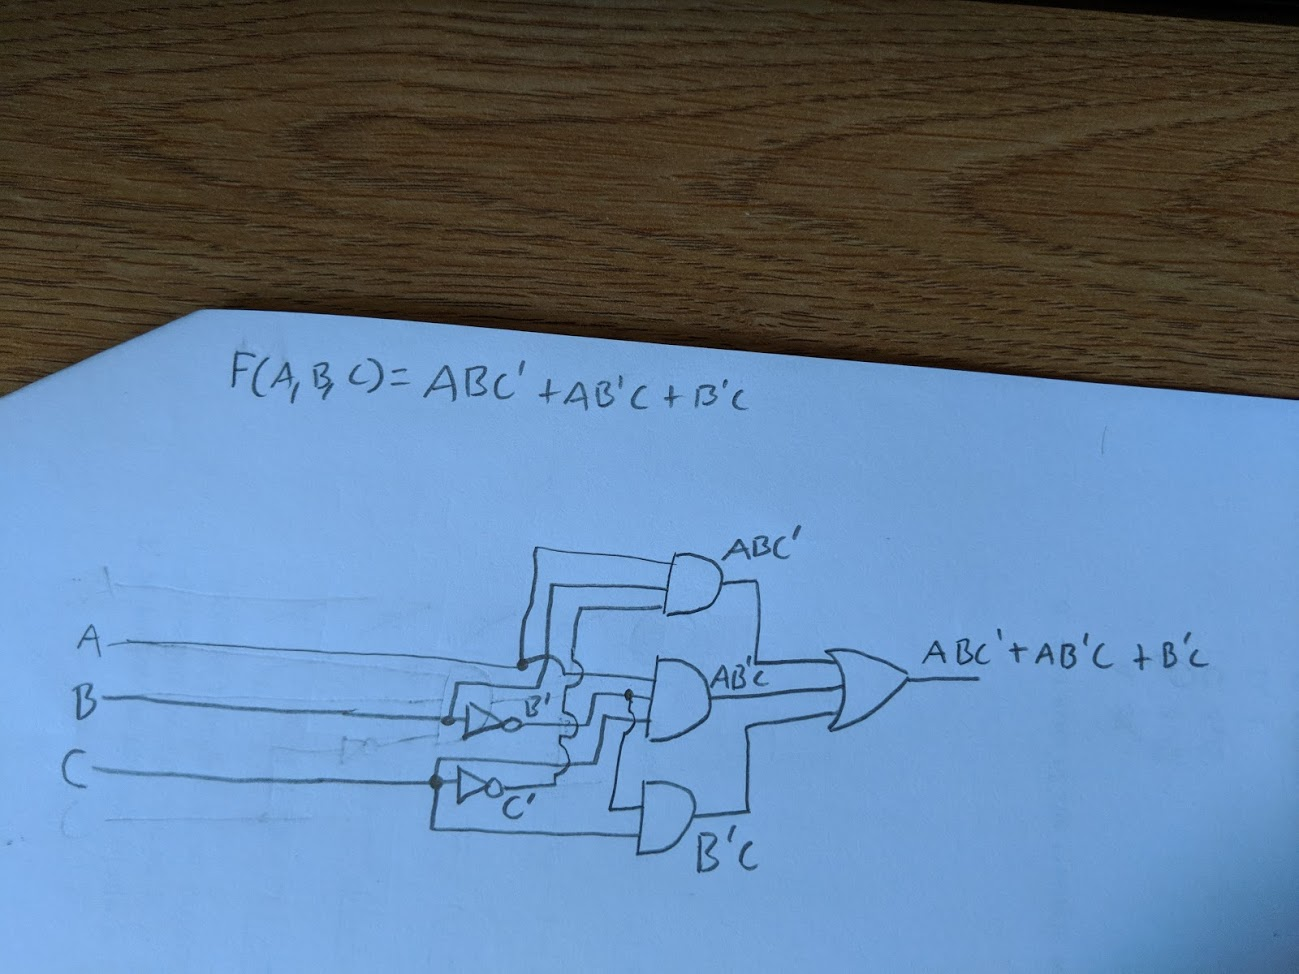 F(A,B,C)= ABC' + AB'C + B'C
ABC'
A
AB'C
ABC' + AB'C + B'C
B
B'
C
C'
B'C